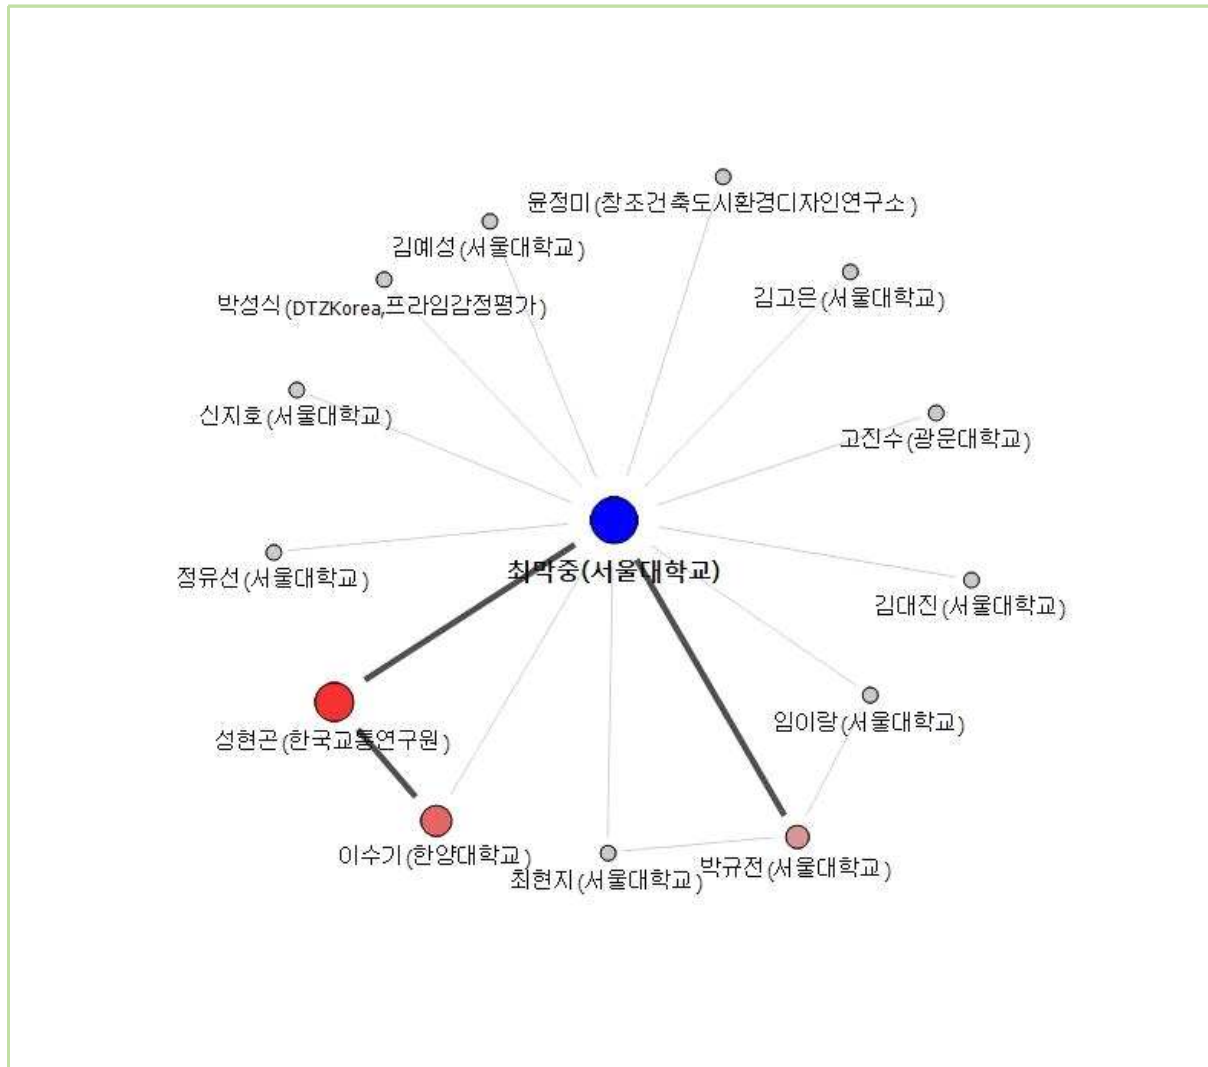 윤정미(창조건축도시환경디자인연구소)
김예성(서울대학교)
김고은(서울대학교)
박성식(DTZKorea,프라임감정평가)
신지호(서울대학교)
고진수(광운대학교)
최막중(서울대학교)
정유선(서울대학교)
김대진(서울대학교)
임이랑(서울대학교)
성현곤(한국교통연구원)
이수기(한양대학교)
박규전(서울대학교)
최현지(서울대학교)